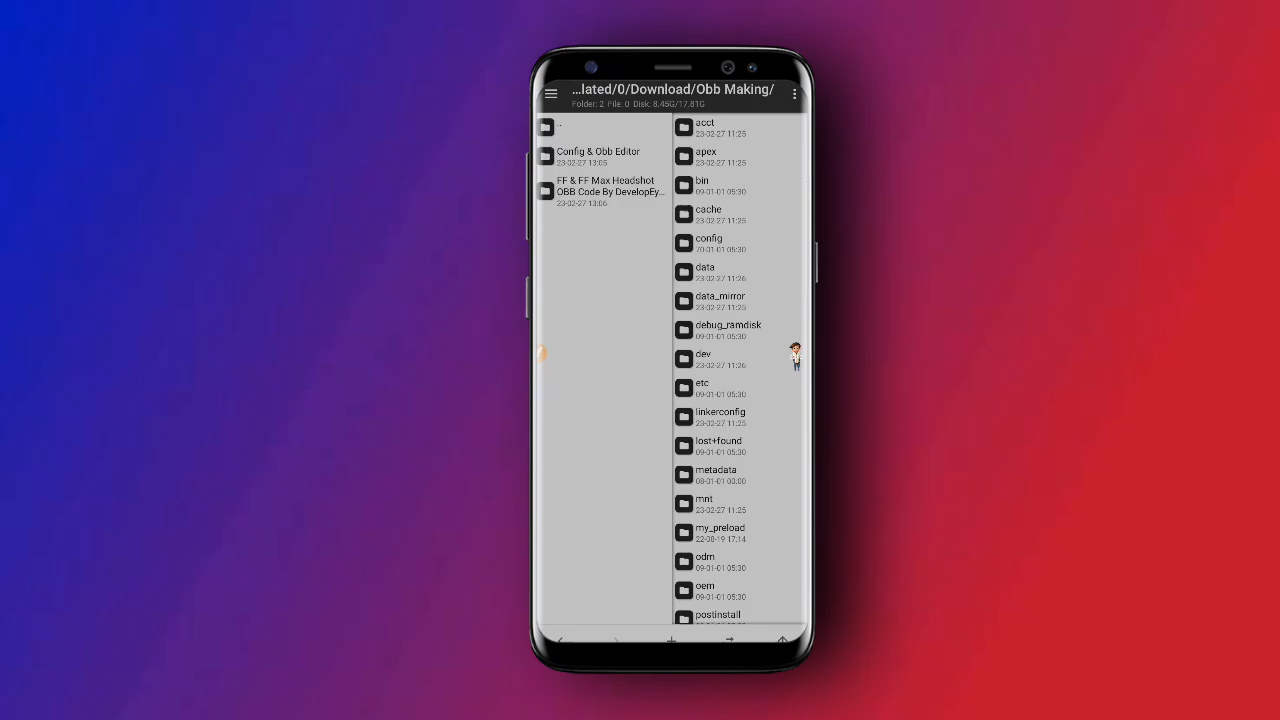 ...lated/0/Download/Obb Making/
Folder: 2 File: 0 Disk: 8.45G/17.81G
..
Config & Obb Editor
23-02-27 13:05
FF & FF Max Headshot
OBB Code By DevelopEy...
23-02-27 13:06
acct
23-02-27 11:25
apex
23-02-27 11:25
bin
09-01-01 05:30
cache
23-02-27 11:25
config
70-01-01 05:30
data
23-02-27 11:26
data_mirror
23-02-27 11:25
debug_ramdisk
09-01-01 05:30
dev
23-02-27 11:26
etc
09-01-01 05:30
linkerconfig
23-02-27 11:25
lost+found
09-01-01 05:30
metadata
08-01-01 00:00
mnt
23-02-27 11:25
my_preload
22-08-19 17:14
odm
09-01-01 05:30
oem
09-01-01 05:30
postinstall